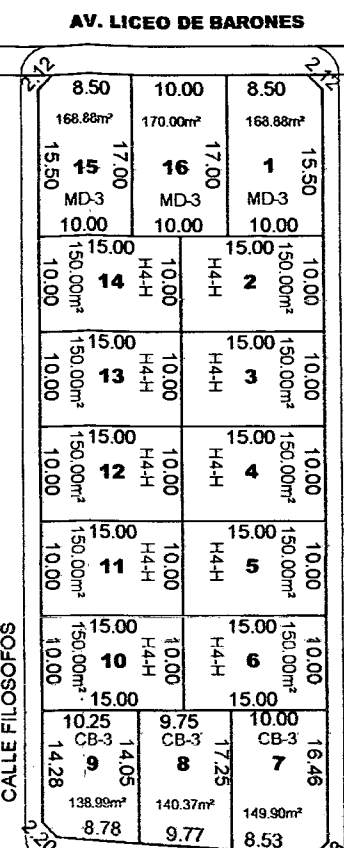 AV. LICEO DE BARONES
2.12 2.12
8.50 10.00 8.50
168.88m² 170.00m² 168.88m²
15.50 15 17.00 16 17.00 1 15.50
MD-3 MD-3 MD-3
10.00 10.00 10.00
15.00 15.00
10.00 150.00m² 14 H4-H 10.00 H4-H 2 150.00m² 10.00
15.00 15.00
10.00 150.00m² 13 H4-H 10.00 H4-H 3 150.00m² 10.00
15.00 15.00
10.00 150.00m² 12 H4-H 10.00 H4-H 4 150.00m² 10.00
15.00 15.00
10.00 150.00m² 11 H4-H 10.00 H4-H 5 150.00m² 10.00
15.00 15.00
10.00 150.00m² 10 H4-H 10.00 H4-H 6 150.00m² 10.00
15.00 15.00
CALLE FILOSOFOS
10.25 9.75 10.00
CB-3 CB-3 CB-3
14.28 9 14.05 8 17.25 7 16.46
138.99m² 140.37m² 149.90m²
2.20 8.78 9.77 8.53